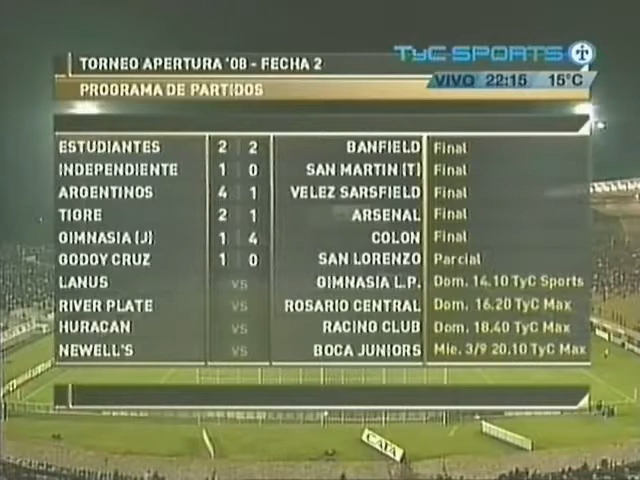 TyC SPORTS
TORNEO APERTURA '08 - FECHA 2
VIVO 22:15 15°C
PROGRAMA DE PARTIDOS
ESTUDIANTES 2 2 BANFIELD Final
INDEPENDIENTE 1 0 SAN MARTIN (T) Final
ARGENTINOS 4 1 VELEZ SARSFIELD Final
TIGRE 2 1 ARSENAL Final
GIMNASIA (J) 1 4 COLON Final
GODOY CRUZ 1 0 SAN LORENZO Parcial
LANUS VS GIMNASIA L.P. Dom. 14.10 TyC Sports
RIVER PLATE VS ROSARIO CENTRAL Dom. 16.20 TyC Max
HURACAN VS RACING CLUB Dom. 18.40 TyC Max
NEWELL'S VS BOCA JUNIORS Mie. 3/9 20.10 TyC Max
CATA